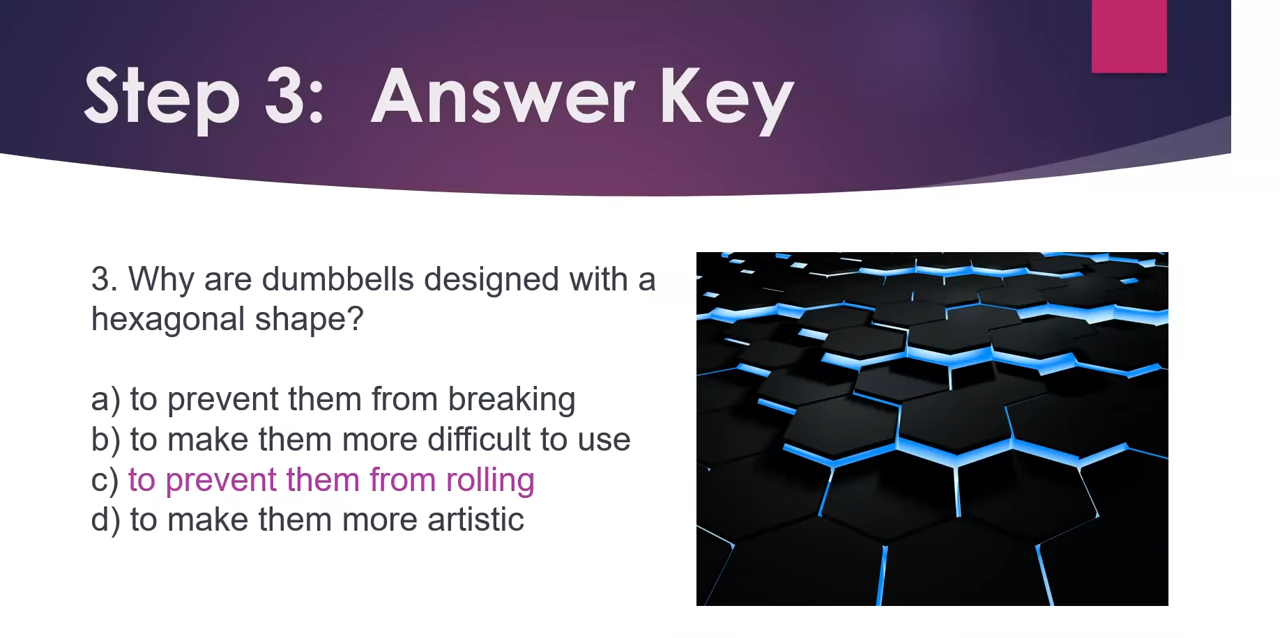 Step 3: Answer Key
3. Why are dumbbells designed with a
hexagonal shape?
a) to prevent them from breaking
b) to make them more difficult to use
c) to prevent them from rolling
d) to make them more artistic